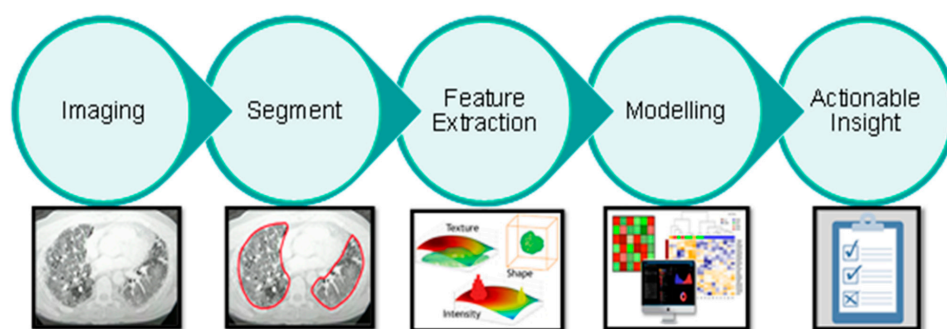 Imaging
Segment
Feature
Extraction
Modelling
Actionable
Insight
Texture
Shape
Intensity